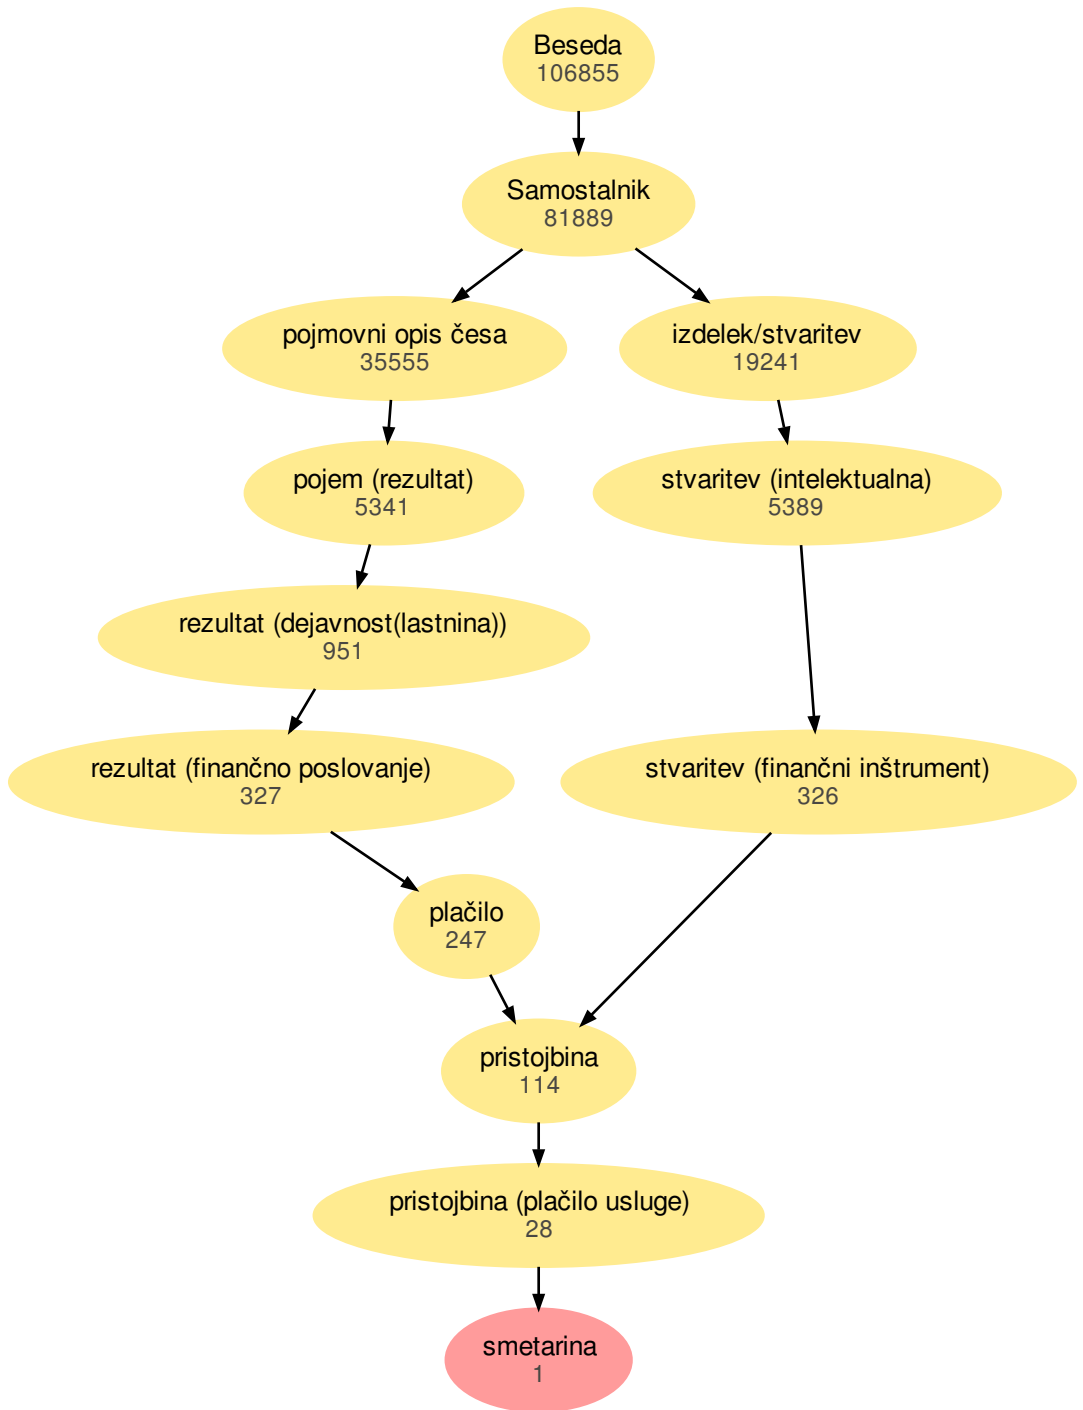 Beseda
106855
Samostalnik
81889
pojmovni opis česa
35555
izdelek/stvaritev
19241
pojem (rezultat)
5341
stvaritev (intelektualna)
5389
rezultat (dejavnost(lastnina))
951
rezultat (finančno poslovanje)
327
stvaritev (finančni inštrument)
326
plačilo
247
pristojbina
114
pristojbina (plačilo usluge)
28
smetarina
1